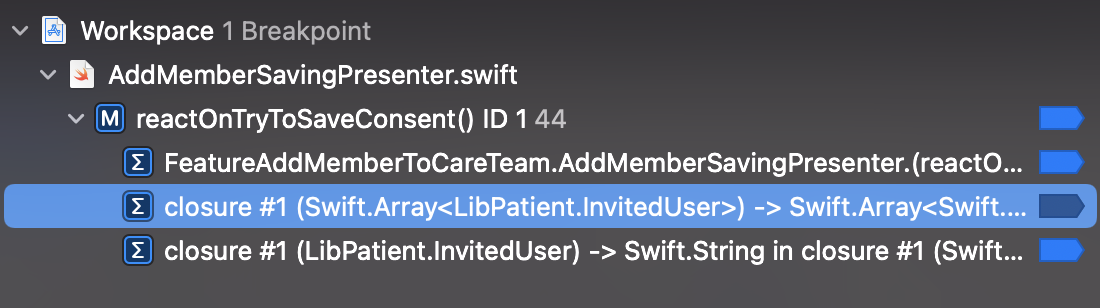 Workspace 1 Breakpoint
AddMemberSavingPresenter.swift
M reactOnTryToSaveConsent() ID 1 44
Σ FeatureAddMemberToCareTeam.AddMemberSavingPresenter.(reactO...
Σ closure #1 (Swift.Array<LibPatient.InvitedUser>) -> Swift.Array<Swift....
Σ closure #1 (LibPatient.InvitedUser) -> Swift.String in closure #1 (Swift...